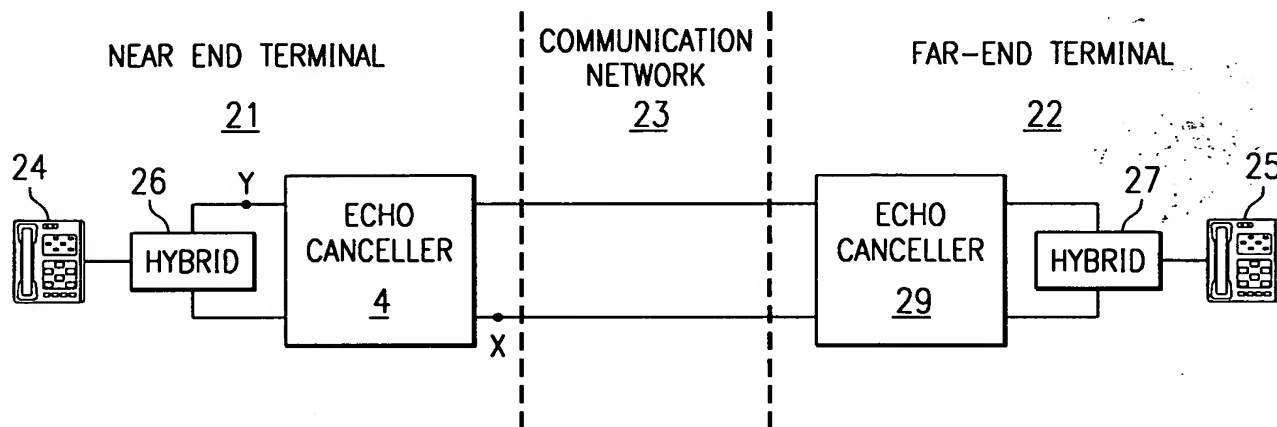 NEAR END TERMINAL
21
COMMUNICATION
NETWORK
23
FAR-END TERMINAL
22
24
26
Y
HYBRID
ECHO
CANCELLER
4
X
ECHO
CANCELLER
29
27
HYBRID
25